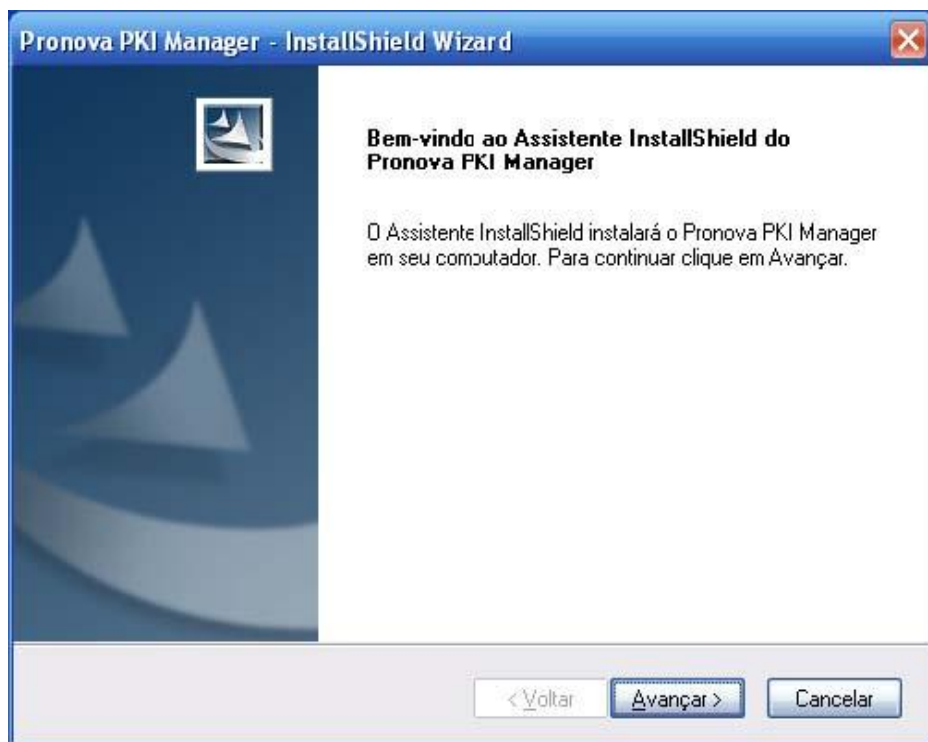 Pronova PKI Manager - InstallShield Wizard
Bem-vindo ao Assistente InstallShield do
Pronova PKI Manager
O Assistente InstallShield instalará o Pronova PKI Manager
em seu computador. Para continuar clique em Avançar.
< Voltar Avançar > Cancelar